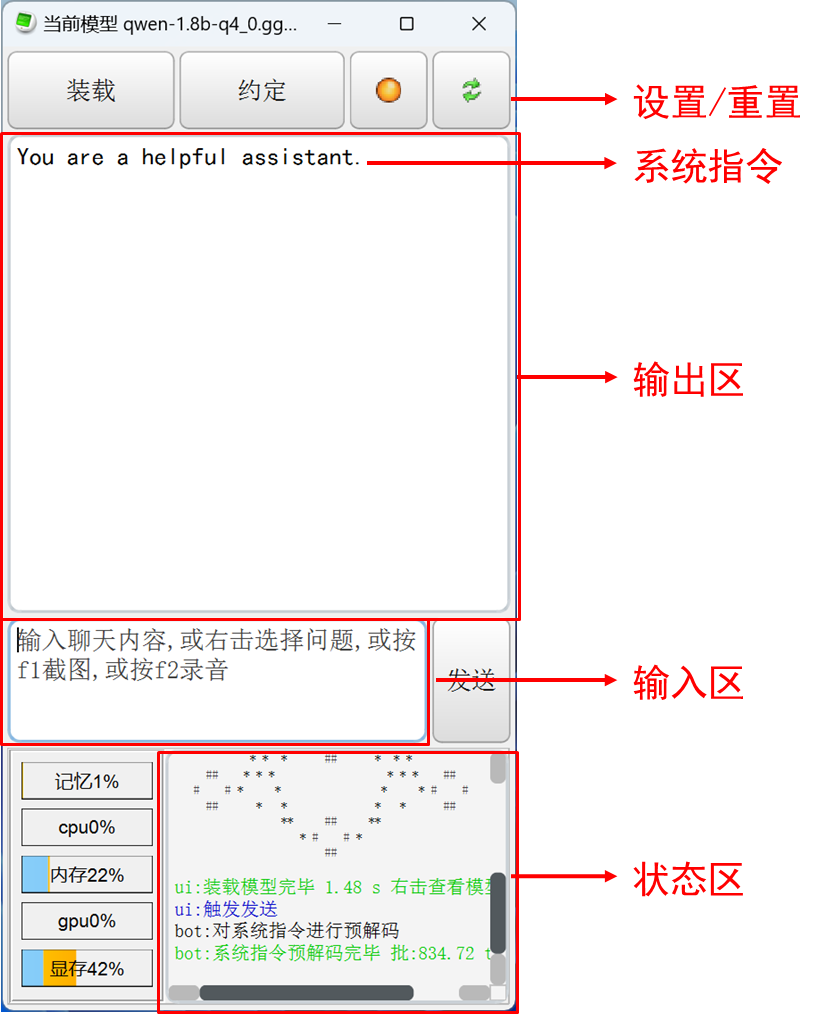 当前模型 qwen-1.8b-q4_0.gg...
装载 约定
设置/重置
You are a helpful assistant.
系统指令
输出区
输入聊天内容,或右击选择问题,或按
f1截图,或按f2录音
发送
输入区
记忆1%
cpu0%
内存22%
gpu0%
显存42%
* * * ## * * *
## * * * * * * ##
# # * * * * # #
## * * * * ##
** ## **
* # # *
##
ui:装载模型完毕 1.48 s 右击查看模型
ui:触发发送
bot:对系统指令进行预解码
bot:系统指令预解码完毕 批:834.72 t
状态区